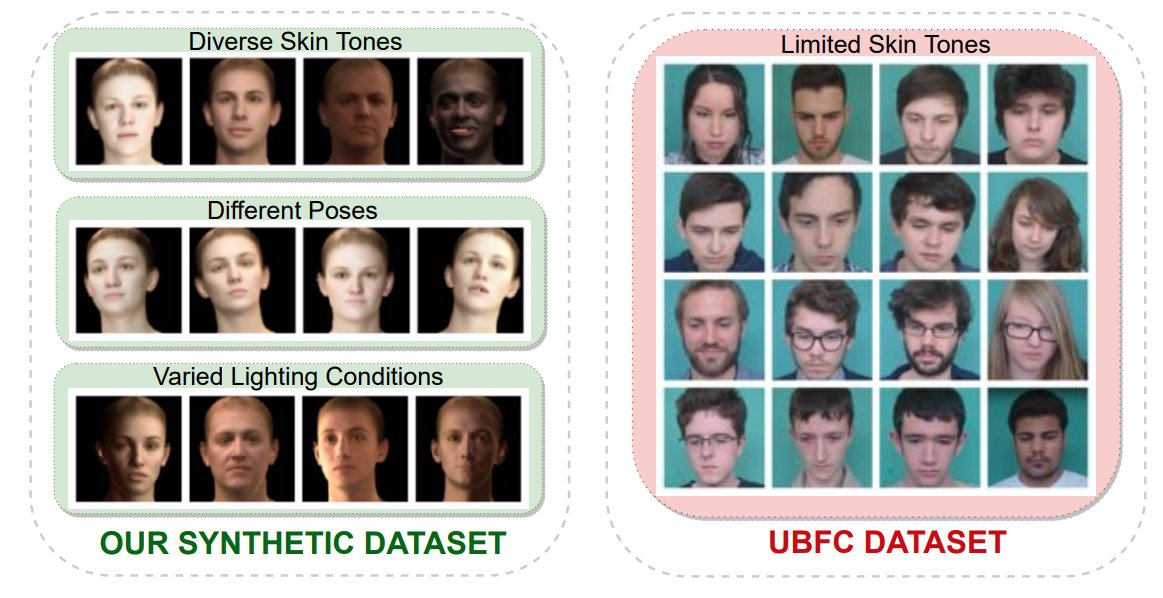 Diverse Skin Tones
Different Poses
Varied Lighting Conditions
OUR SYNTHETIC DATASET
Limited Skin Tones
UBFC DATASET